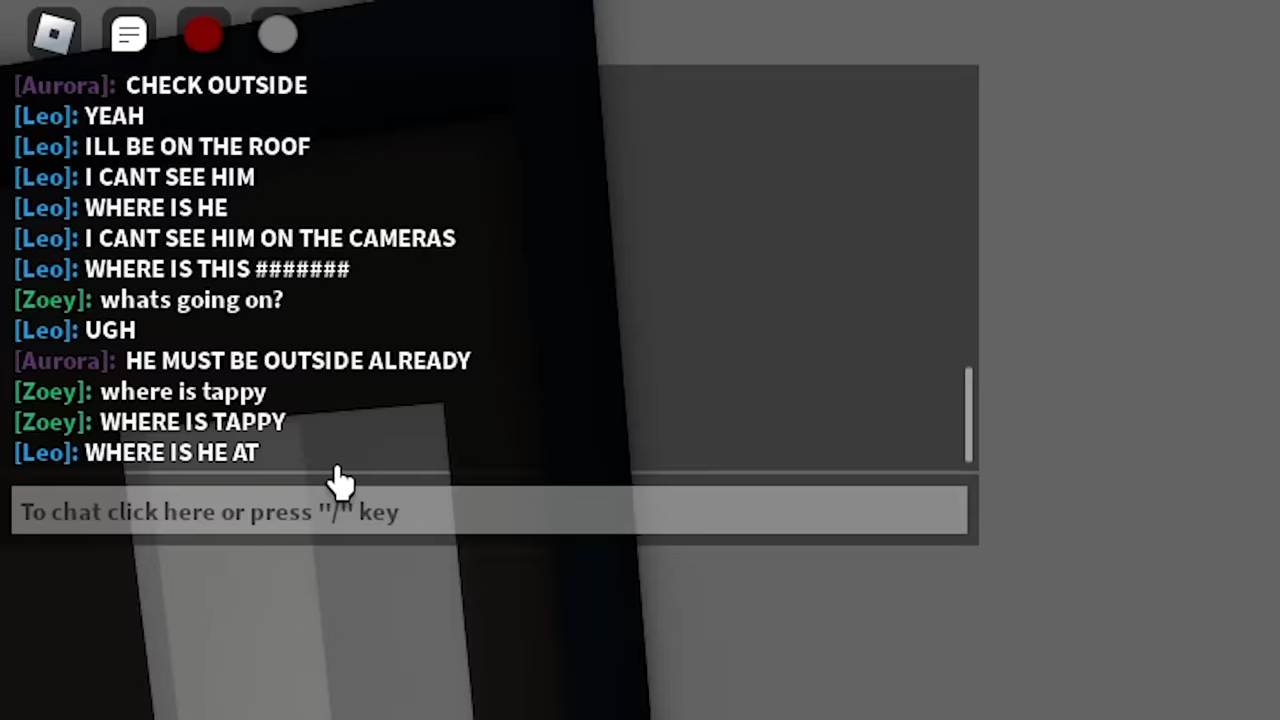 [Aurora]: CHECK OUTSIDE
[Leo]: YEAH
[Leo]: ILL BE ON THE ROOF
[Leo]: I CANT SEE HIM
[Leo]: WHERE IS HE
[Leo]: I CANT SEE HIM ON THE CAMERAS
[Leo]: WHERE IS THIS #######
[Zoey]: whats going on?
[Leo]: UGH
[Aurora]: HE MUST BE OUTSIDE ALREADY
[Zoey]: where is tappy
[Zoey]: WHERE IS TAPPY
[Leo]: WHERE IS HE AT
To chat click here or press "/" key